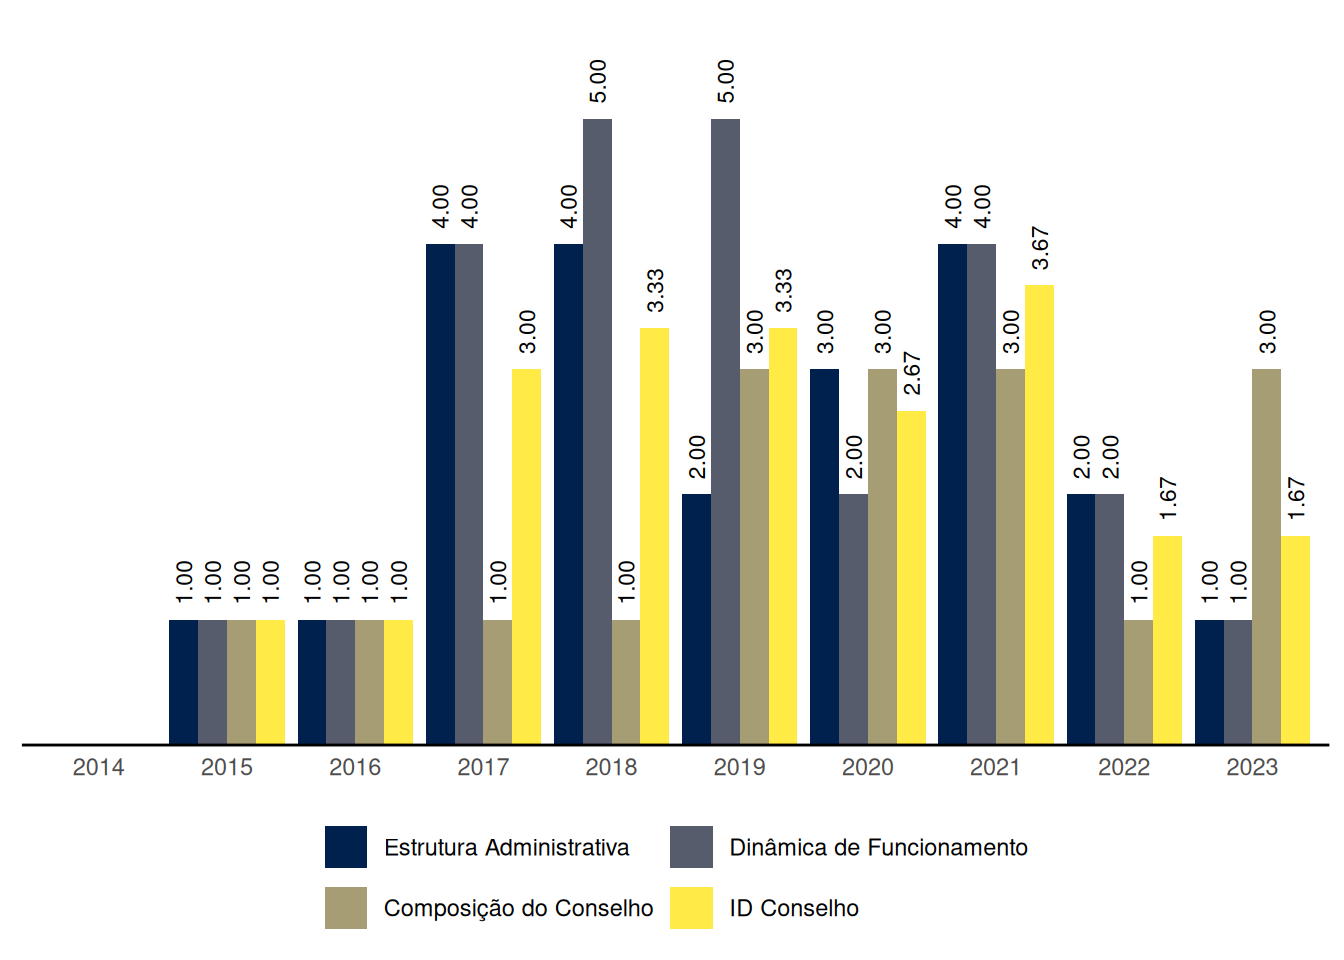 5.00 5.00
4.00 4.00 4.00 4.00 4.00
3.67
3.33 3.33
3.00 3.00 3.00 3.00 3.00 3.00
2.67
2.00 2.00 2.00 2.00
1.67 1.67
1.00 1.00 1.00 1.00 1.00 1.00 1.00 1.00 1.00 1.00 1.00 1.00 1.00
2014 2015 2016 2017 2018 2019 2020 2021 2022 2023
Estrutura Administrativa Dinâmica de Funcionamento
Composição do Conselho ID Conselho